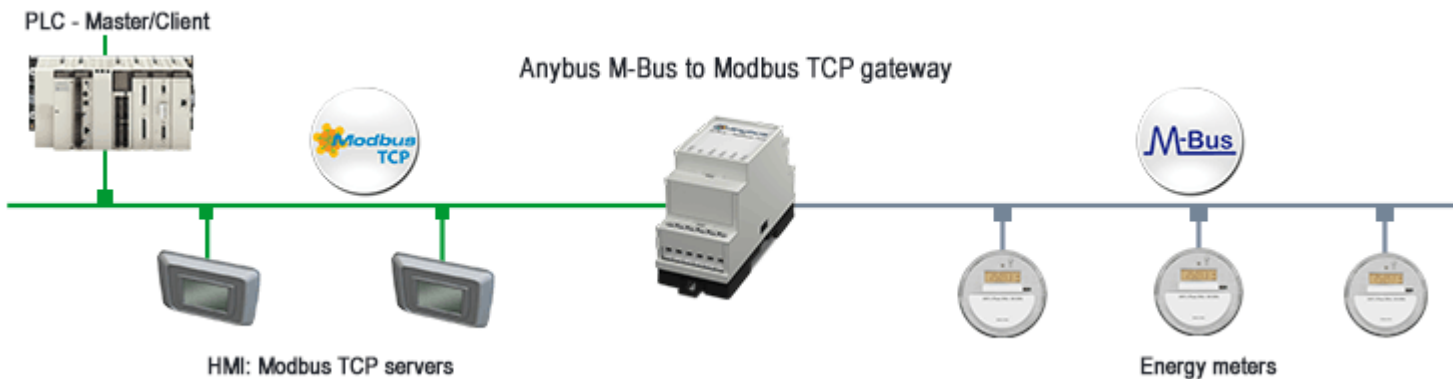 PLC - Master/Client
Anybus M-Bus to Modbus TCP gateway
Modbus
TCP
M-Bus
HMI: Modbus TCP servers
Energy meters